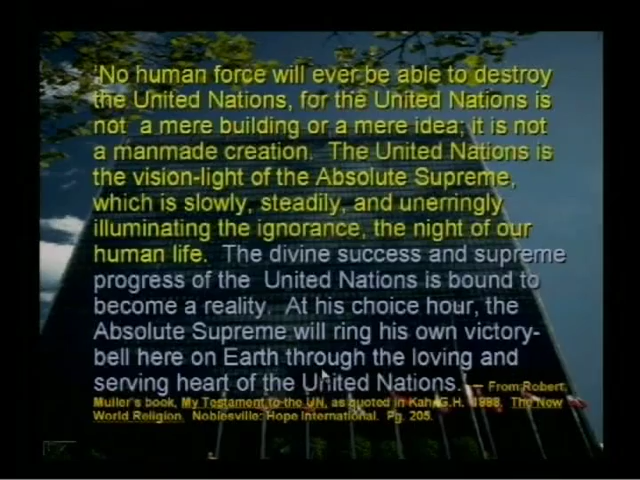 'No human force will ever be able to destroy
the United Nations, for the United Nations is
not a mere building or a mere idea; it is not
a manmade creation. The United Nations is
the vision-light of the Absolute Supreme,
which is slowly, steadily, and unerringly
illuminating the ignorance, the night of our
human life. The divine success and supreme
progress of the United Nations is bound to
become a reality. At his choice hour, the
Absolute Supreme will ring his own victory-
bell here on Earth through the loving and
serving heart of the United Nations.' — From Robert
Muller's book, My Testament to the UN, as quoted in Kah, G.H. 1998. The New
World Religion. Noblesville: Hope International. Pg. 205.